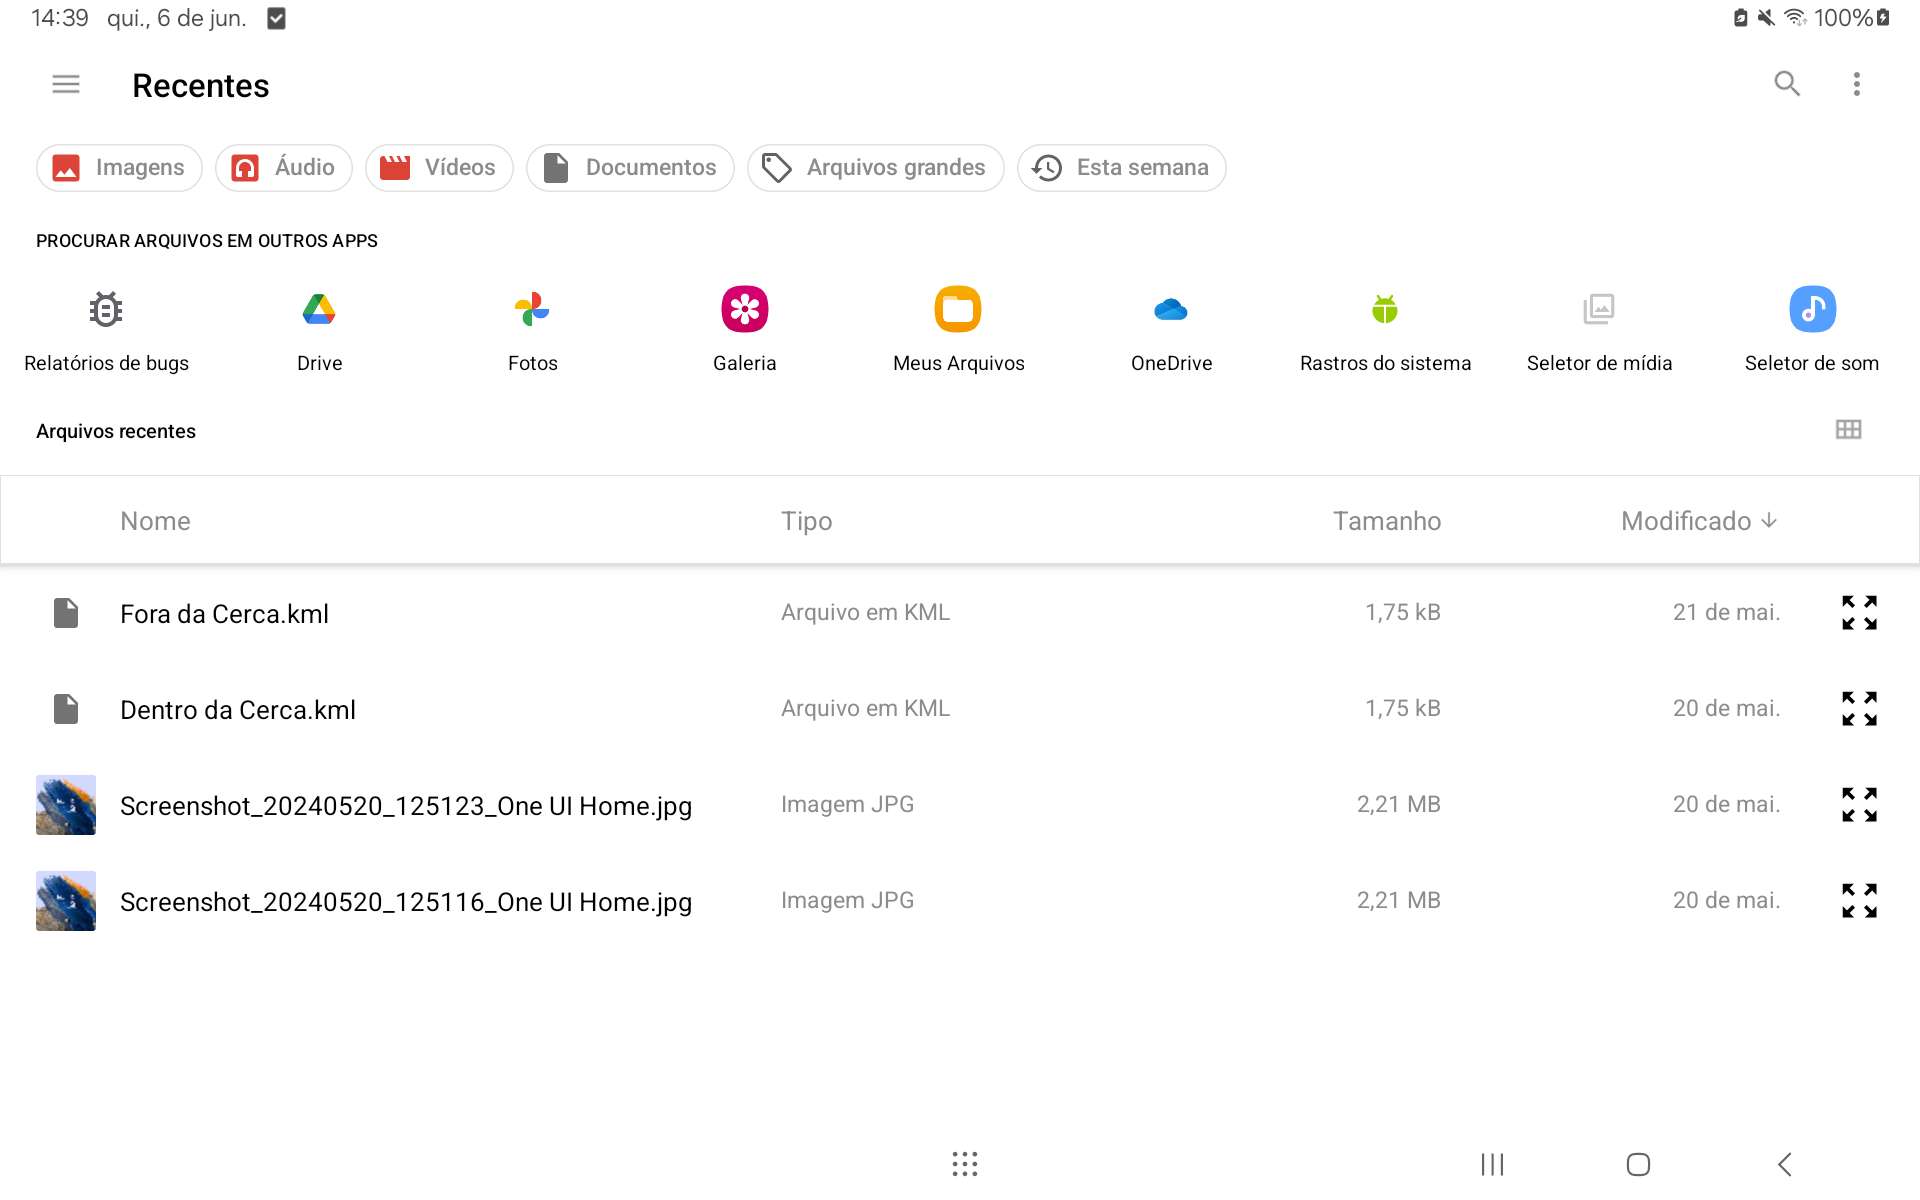 14:39 qui., 6 de jun. 100%
Recentes
Imagens Áudio Vídeos Documentos Arquivos grandes Esta semana
PROCURAR ARQUIVOS EM OUTROS APPS
Relatórios de bugs Drive Fotos Galeria Meus Arquivos OneDrive Rastros do sistema Seletor de mídia Seletor de som
Arquivos recentes
Nome Tipo Tamanho Modificado
Fora da Cerca.kml Arquivo em KML 1,75 kB 21 de mai.
Dentro da Cerca.kml Arquivo em KML 1,75 kB 20 de mai.
Screenshot_20240520_125123_One UI Home.jpg Imagem JPG 2,21 MB 20 de mai.
Screenshot_20240520_125116_One UI Home.jpg Imagem JPG 2,21 MB 20 de mai.